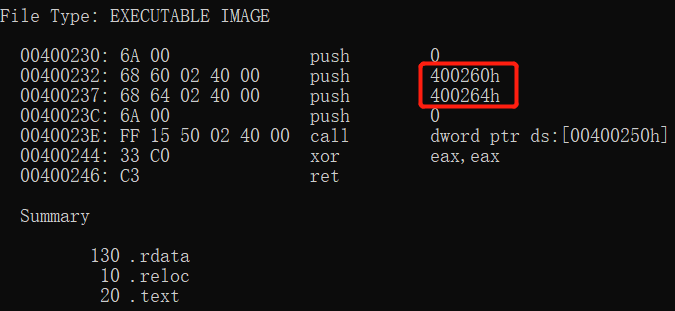 File Type: EXECUTABLE IMAGE
00400230: 6A 00 push 0
00400232: 68 60 02 40 00 push 400260h
00400237: 68 64 02 40 00 push 400264h
0040023C: 6A 00 push 0
0040023E: FF 15 50 02 40 00 call dword ptr ds:[00400250h]
00400244: 33 C0 xor eax,eax
00400246: C3 ret
Summary
130 .rdata
10 .reloc
20 .text